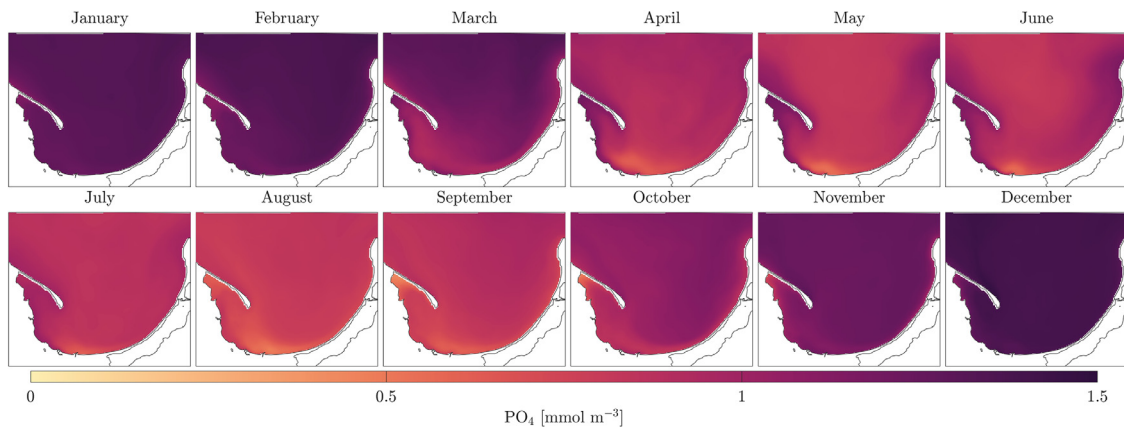 January February March April May June
July August September October November December
0 0.5 1 1.5
PO₄ [mmol m⁻³]